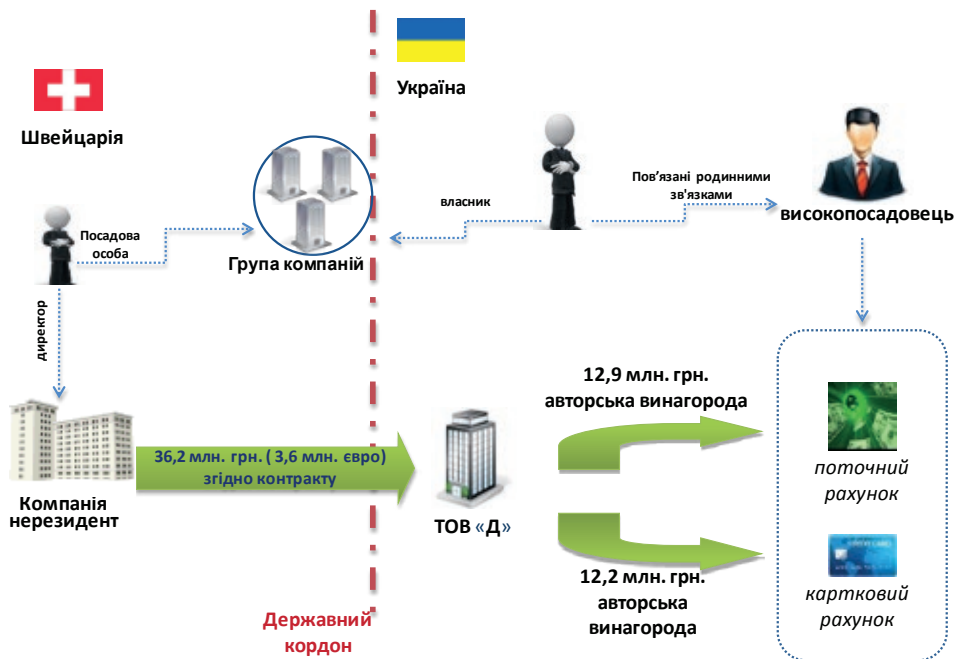 Україна
Швейцарія
Пов’язані родинними
зв'язками
власник
високопосадовець
Посадова
особа
Група компаній
директор
12,9 млн. грн.
авторська винагорода
36,2 млн. грн. ( 3,6 млн. євро)
згідно контракту
поточний
рахунок
Компанія
нерезидент
ТОВ «Д»
12,2 млн. грн.
авторська
винагорода
картковий
рахунок
Державний
кордон